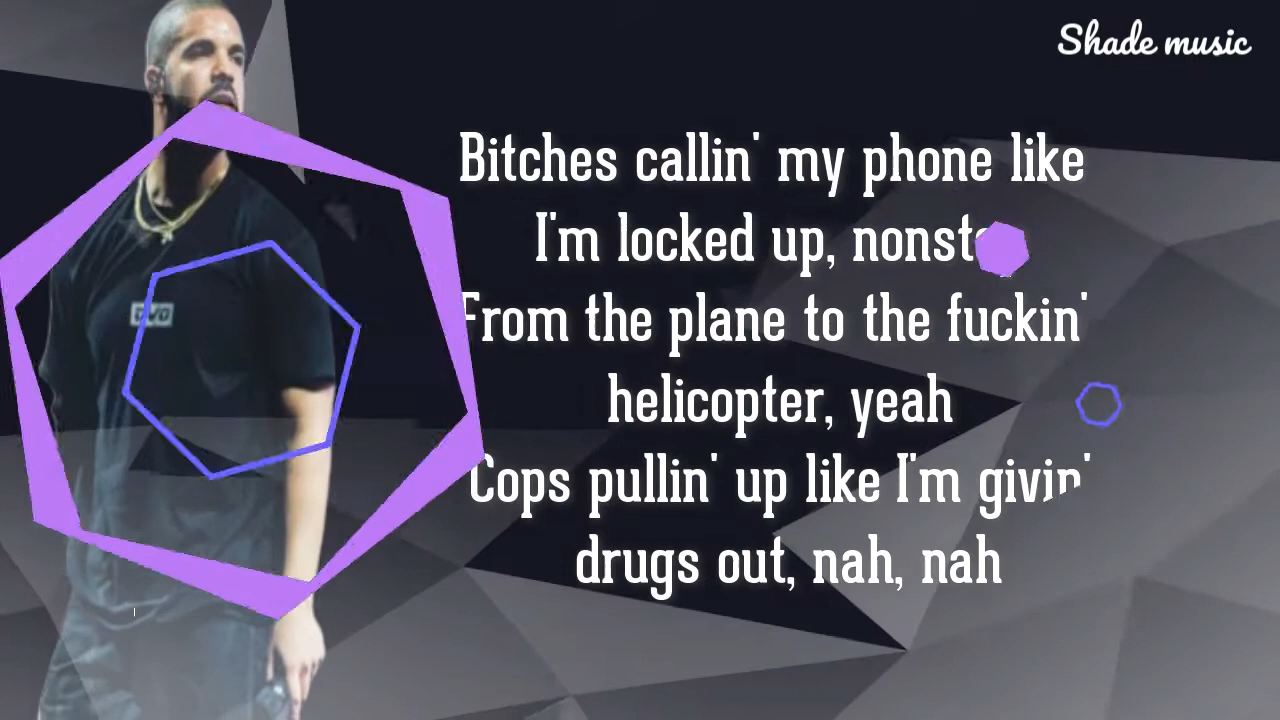 Shade music
Bitches callin' my phone like
I'm locked up,
From the plane to the fuckin'
helicopter, yeah
Cops pullin' up like I'm givin'
drugs out, nah, nah